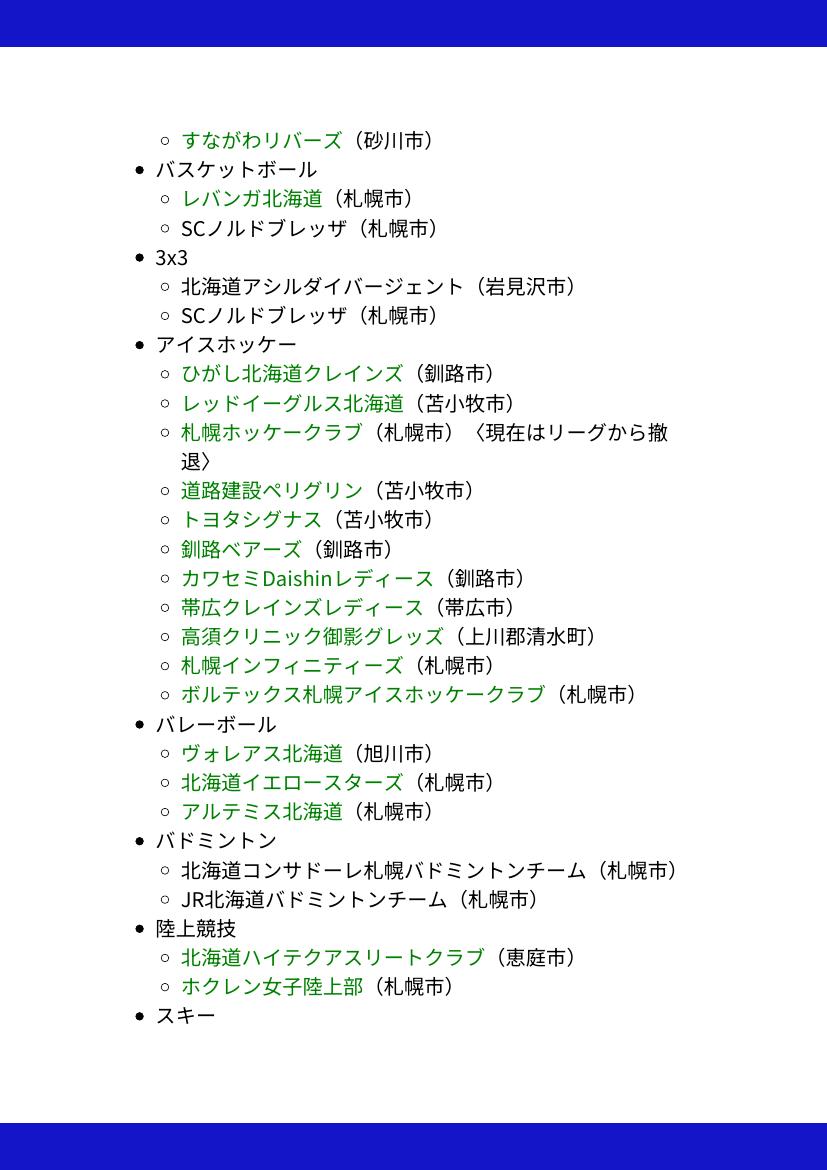 すながわリバーズ（砂川市）
バスケットボール
レバンガ北海道（札幌市）
SCノルドブレッザ（札幌市）
3x3
北海道アシルダイバージェント（岩見沢市）
SCノルドブレッザ（札幌市）
アイスホッケー
ひがし北海道クレインズ（釧路市）
レッドイーグルス北海道（苫小牧市）
札幌ホッケークラブ（札幌市）〈現在はリーグから撤
退〉
道路建設ペリグリン（苫小牧市）
トヨタシグナス（苫小牧市）
釧路ベアーズ（釧路市）
カワセミDaishinレディース（釧路市）
帯広クレインズレディース（帯広市）
高須クリニック御影グレッズ（上川郡清水町）
札幌インフィニティーズ（札幌市）
ボルテックス札幌アイスホッケークラブ（札幌市）
バレーボール
ヴォレアス北海道（旭川市）
北海道イエロースターズ（札幌市）
アルテミス北海道（札幌市）
バドミントン
北海道コンサドーレ札幌バドミントンチーム（札幌市）
JR北海道バドミントンチーム（札幌市）
陸上競技
北海道ハイテクアスリートクラブ（恵庭市）
ホクレン女子陸上部（札幌市）
スキー